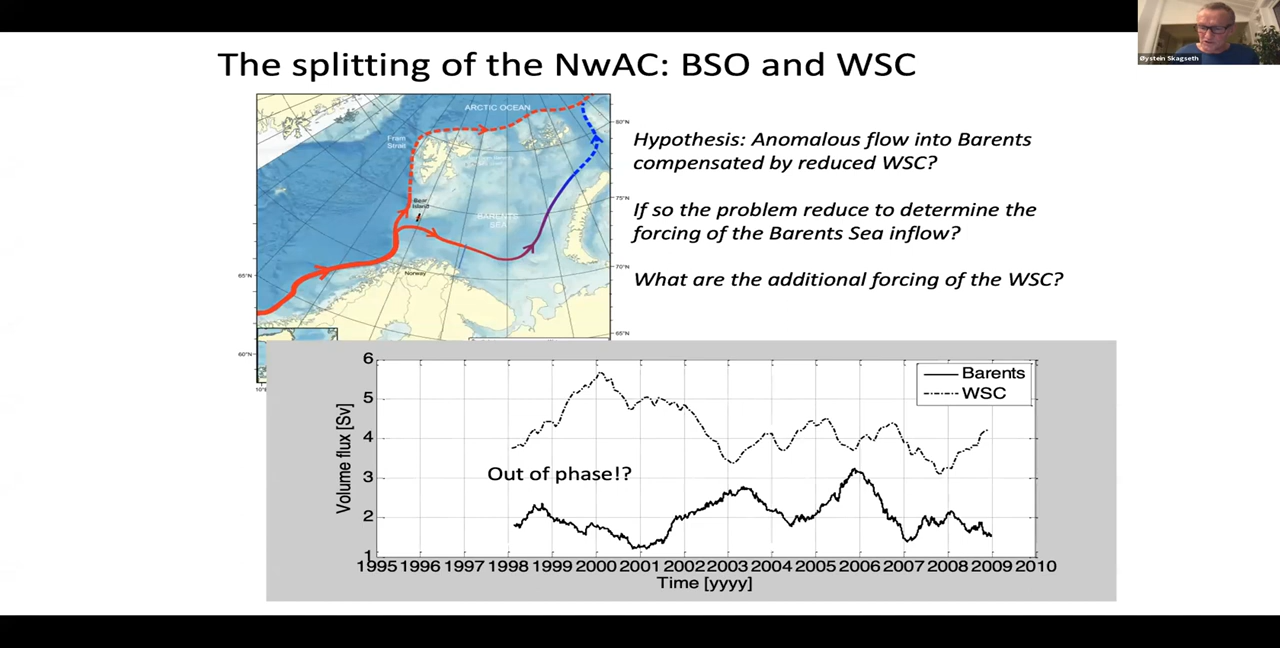 Øystein Skagseth
The splitting of the NwAC: BSO and WSC
ARCTIC OCEAN
80°N
Fram
Strait
75°N
Bear
Island
BARENTS
SEA
70°N
65°N
Norway
65°N
60°N
10°
Hypothesis: Anomalous flow into Barents
compensated by reduced WSC?
If so the problem reduce to determine the
forcing of the Barents Sea inflow?
What are the additional forcing of the WSC?
6
5
4
3
2
1
Volume flux [Sv]
Barents
WSC
Out of phase!?
1995 1996 1997 1998 1999 2000 2001 2002 2003 2004 2005 2006 2007 2008 2009 2010
Time [yyyy]